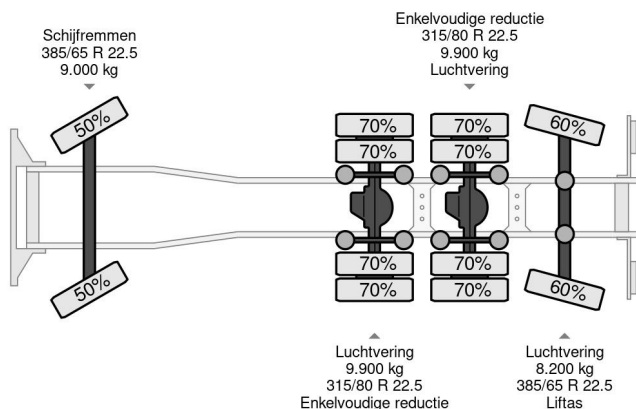 Enkelvoudige reductie
315/80 R 22.5
9.900 kg
Luchtvering
Schijfremmen
385/65 R 22.5
9.000 kg
50%
70%
70%
60%
70%
70%
50%
70%
70%
60%
70%
70%
Luchtvering
9.900 kg
315/80 R 22.5
Enkelvoudige reductie
Luchtvering
8.200 kg
385/65 R 22.5
Liftas